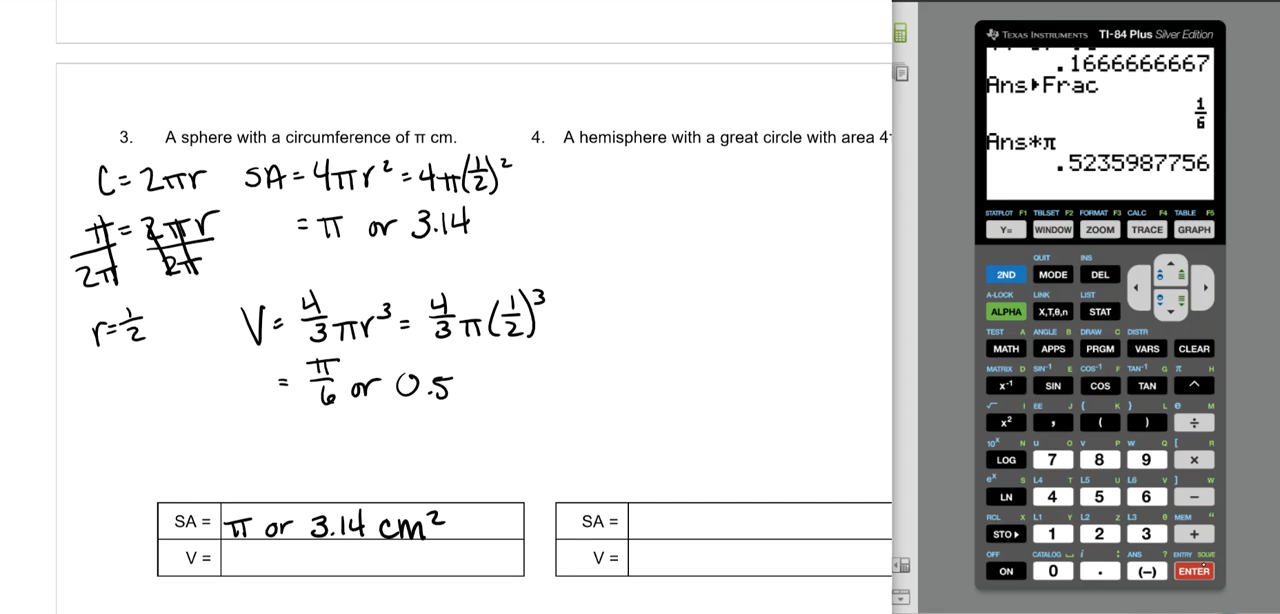 3. A sphere with a circumference of π cm.
C = 2πr
π = 2πr
2π 2π
r = 1/2
SA = 4πr² = 4π(1/2)²
= π or 3.14
V = 4/3 πr³ = 4/3 π(1/2)³
= π/6 or 0.5
SA = π or 3.14 cm²
V =
4. A hemisphere with a great circle with area 4
SA =
V =
TEXAS INSTRUMENTS TI-84 Plus Silver Edition
.1666666667
Ans▸Frac
1/6
Ans*π
.5235987756
STATPLOT F1 TBLSET F2 FORMAT F3 CALC F4 TABLE F5
Y= WINDOW ZOOM TRACE GRAPH
QUIT INS
2ND MODE DEL
A-LOCK LINK LIST
ALPHA X,T,θ,n STAT
TEST A ANGLE B DRAW C DISTR
MATH APPS PRGM VARS CLEAR
MATRIX D SIN⁻¹ E COS⁻¹ F TAN⁻¹ G π H
x⁻¹ SIN COS TAN ^
√ I EE J { K } L e M
x² , ( ) ÷
10ˣ N u O v P w Q [ R
LOG 7 8 9 ×
eˣ S L4 T L5 U L6 V ] W
LN 4 5 6 −
RCL X L1 Y L2 Z L3 θ MEM "
STO▸ 1 2 3 +
OFF CATALOG i : ANS ? ENTRY SOLVE
ON 0 . (−) ENTER